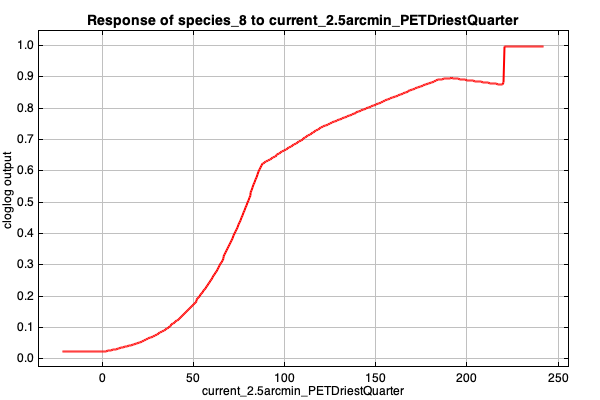 Response of species_8 to current_2.5arcmin_PETDriestQuarter
cloglog output
1.0
0.9
0.8
0.7
0.6
0.5
0.4
0.3
0.2
0.1
0.0
0 50 100 150 200 250
current_2.5arcmin_PETDriestQuarter